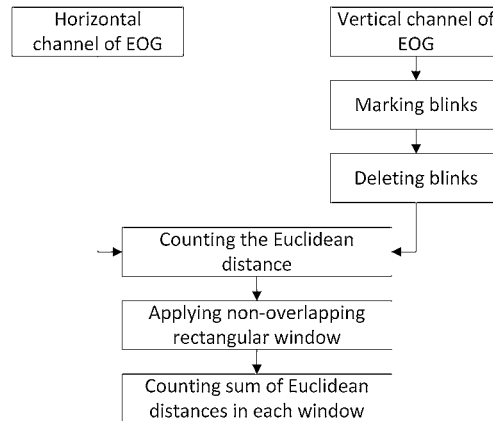 Horizontal
channel of EOG
Vertical channel of
EOG
Marking blinks
Deleting blinks
Counting the Euclidean
distance
Applying non-overlapping
rectangular window
Counting sum of Euclidean
distances in each window